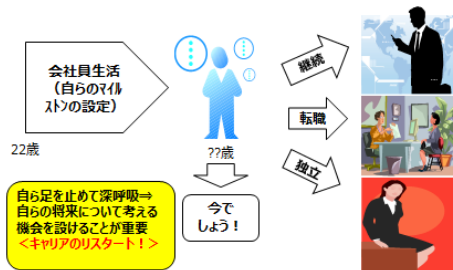 会社員生活
（自らのマイル
ストンの設定）
22歳
??歳
継続
転職
独立
自ら足を止めて深呼吸⇒
自らの将来について考える
機会を設けることが重要
＜キャリアのリスタート！＞
今で
しょう！